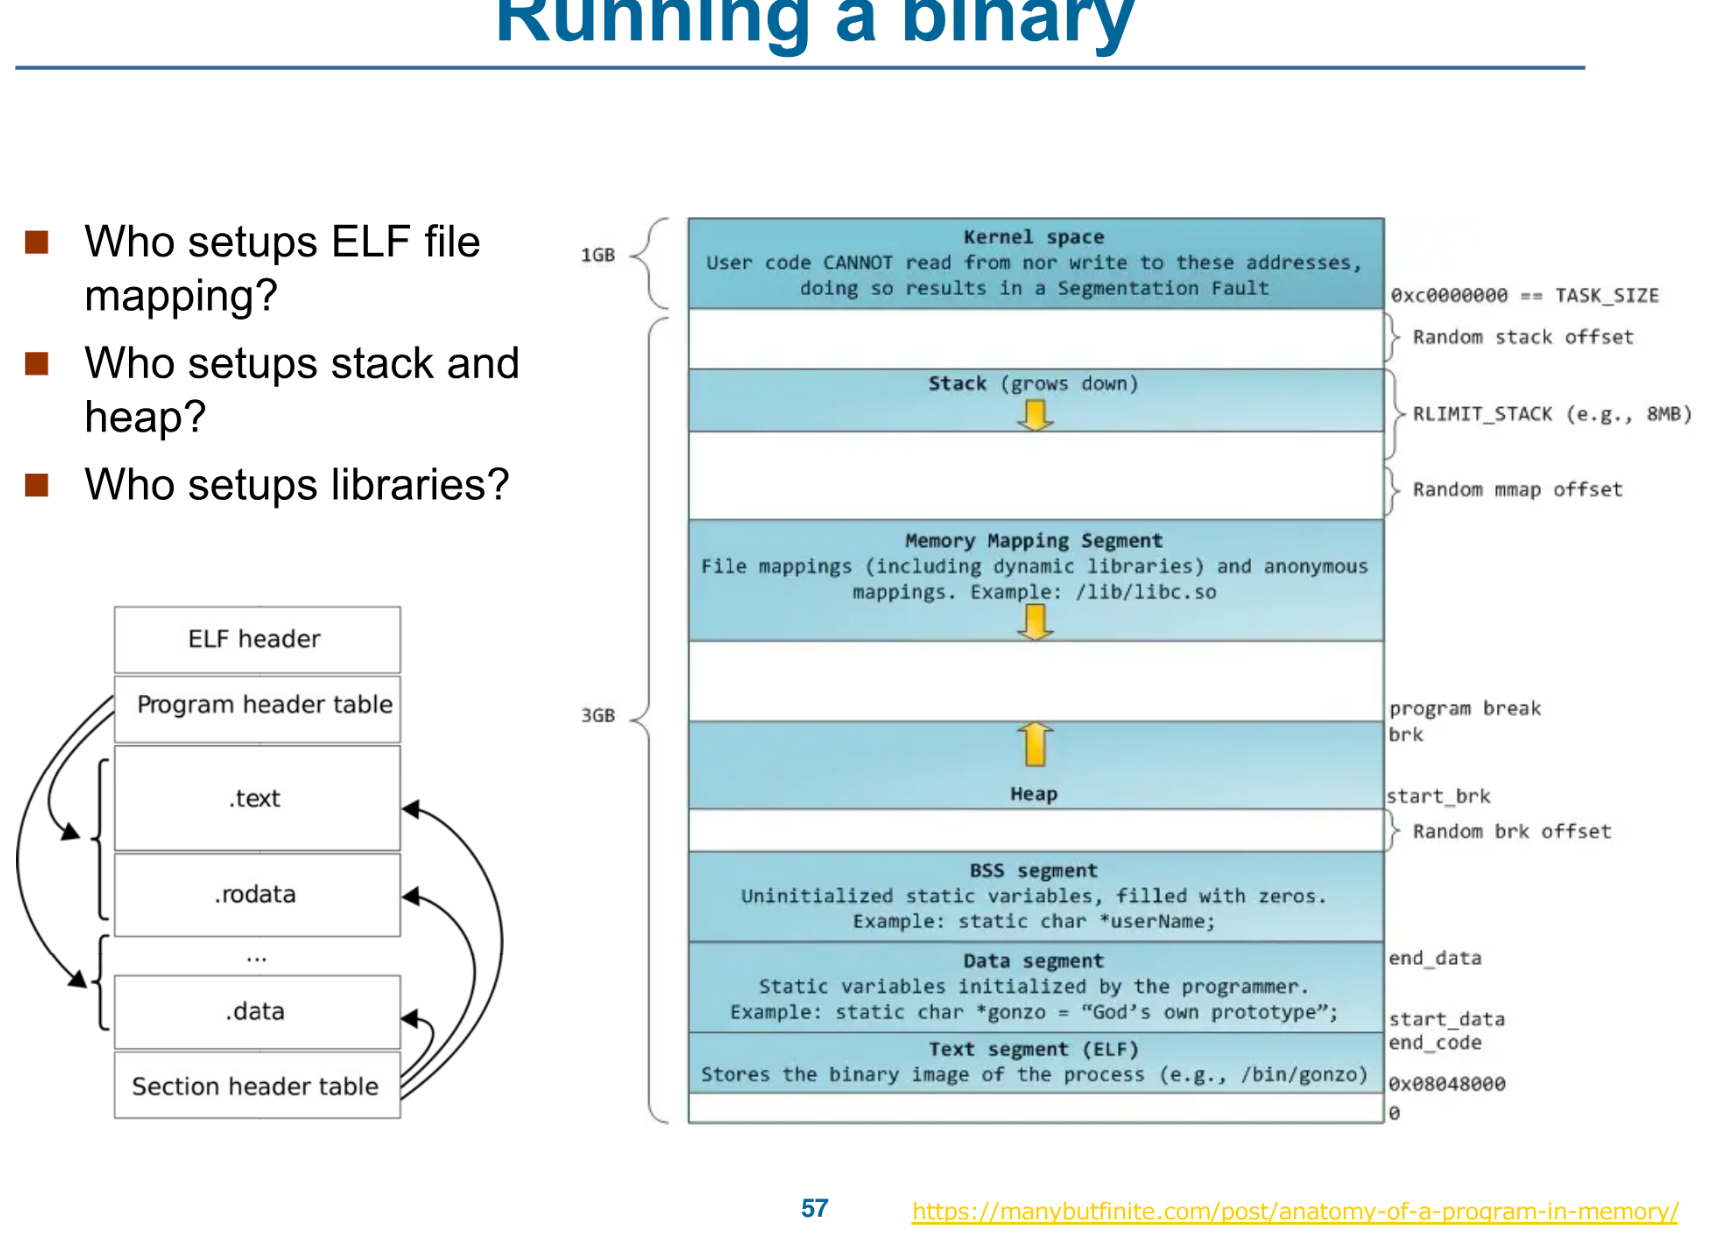 Running a binary
Who setups ELF file
mapping?
Who setups stack and
heap?
Who setups libraries?
ELF header
Program header table
.text
.rodata
...
.data
Section header table
1GB
3GB
Kernel space
User code CANNOT read from nor write to these addresses,
doing so results in a Segmentation Fault
0xc0000000 == TASK_SIZE
Random stack offset
Stack (grows down)
RLIMIT_STACK (e.g., 8MB)
Random mmap offset
Memory Mapping Segment
File mappings (including dynamic libraries) and anonymous
mappings. Example: /lib/libc.so
program break
brk
Heap
start_brk
Random brk offset
BSS segment
Uninitialized static variables, filled with zeros.
Example: static char *userName;
Data segment
Static variables initialized by the programmer.
Example: static char *gonzo = “God’s own prototype”;
end_data
start_data
end_code
Text segment (ELF)
Stores the binary image of the process (e.g., /bin/gonzo)
0x08048000
0
57
https://manybutfinite.com/post/anatomy-of-a-program-in-memory/